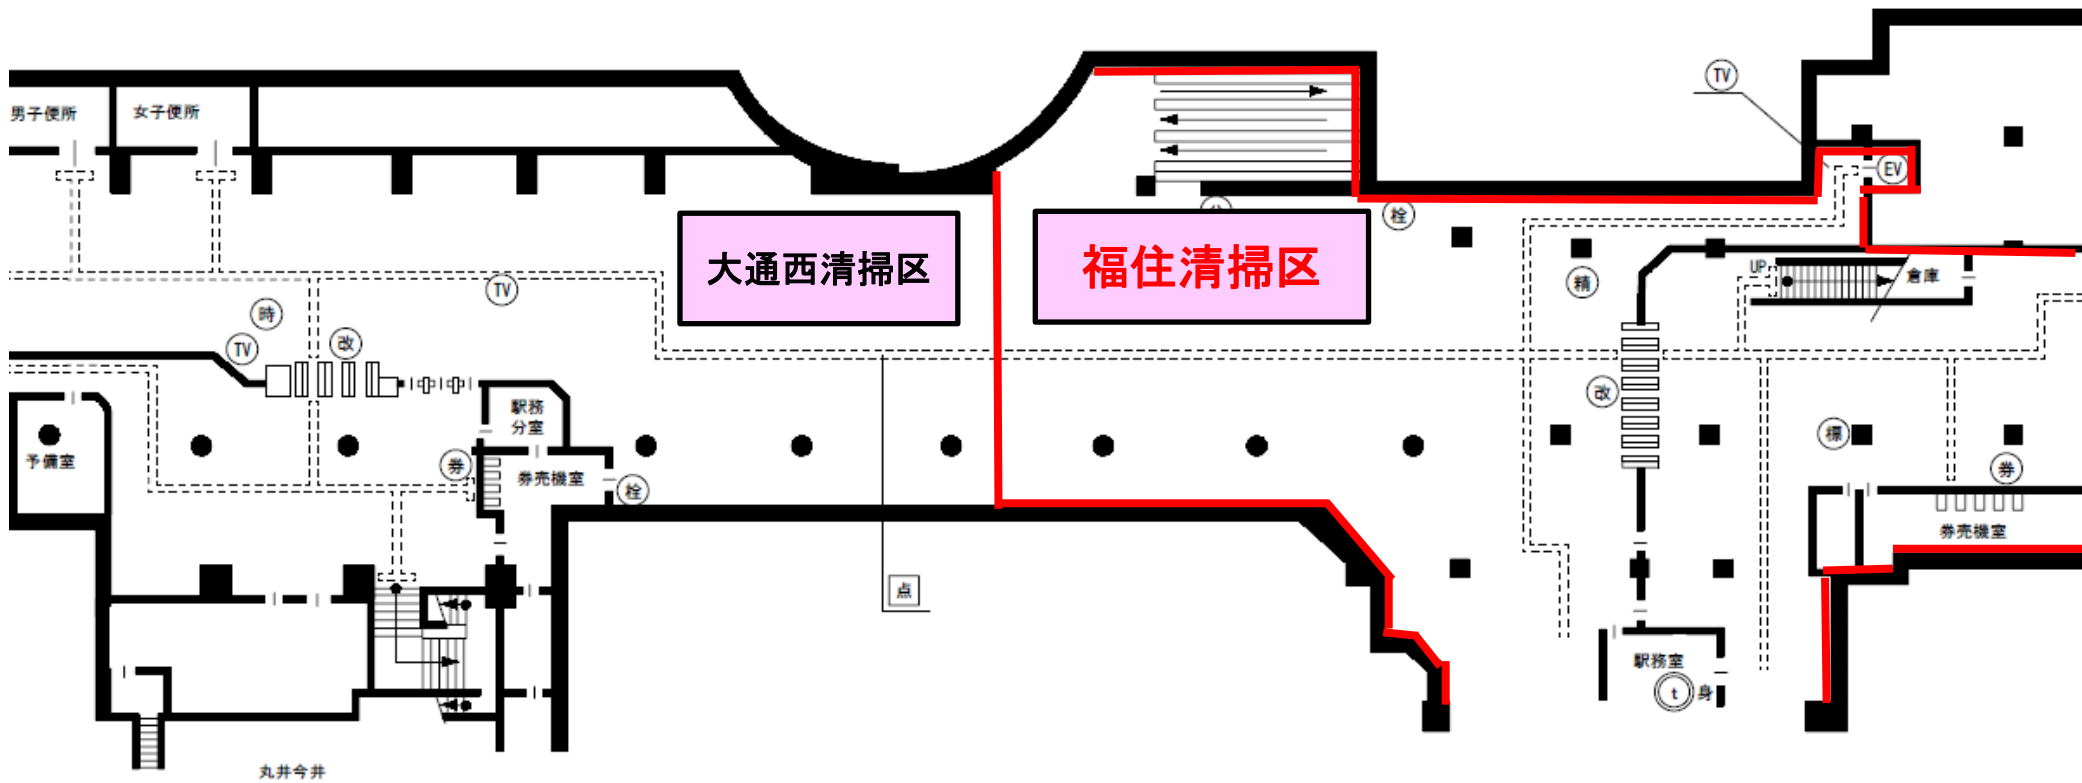 TV
男子便所
女子便所
EV
栓
大通西清掃区
福住清掃区
UP
倉庫
精
TV
時
TV
改
改
駅務
分室
予備室
券
券売機室
栓
標
券
券売機室
点
駅務室
t
身
丸井今井